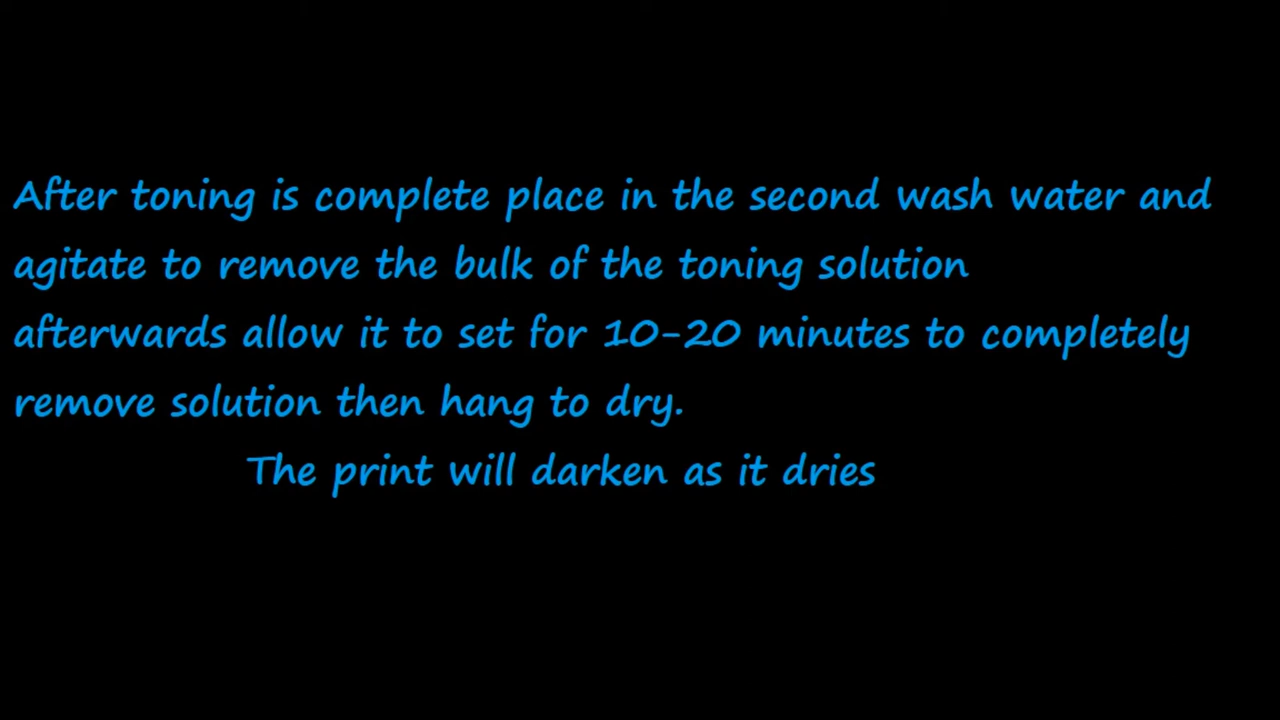 After toning is complete place in the second wash water and
agitate to remove the bulk of the toning solution
afterwards allow it to set for 10-20 minutes to completely
remove solution then hang to dry.
The print will darken as it dries